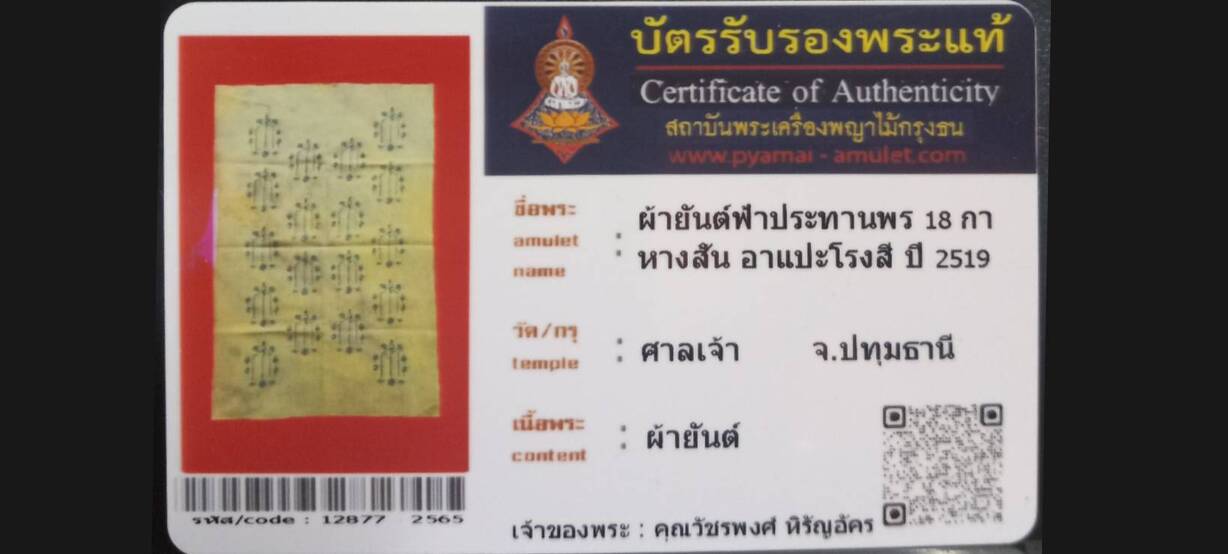 บัตรรับรองพระแท้
Certificate of Authenticity
สถาบันพระเครื่องพญาไม้กรุงธน
www.pyamai - amulet.com
ชื่อพระ
amulet
name
: ผ้ายันต์ฟ้าประทานพร 18 กา
หางสั้น อาแปะโรงสี ปี 2519
วัด/กรุ
temple
: ศาลเจ้า จ.ปทุมธานี
เนื้อพระ
content
: ผ้ายันต์
รหัส/code : 12877 2565
เจ้าของพระ : คุณวัชรพงศ์ หิรัญอัคร